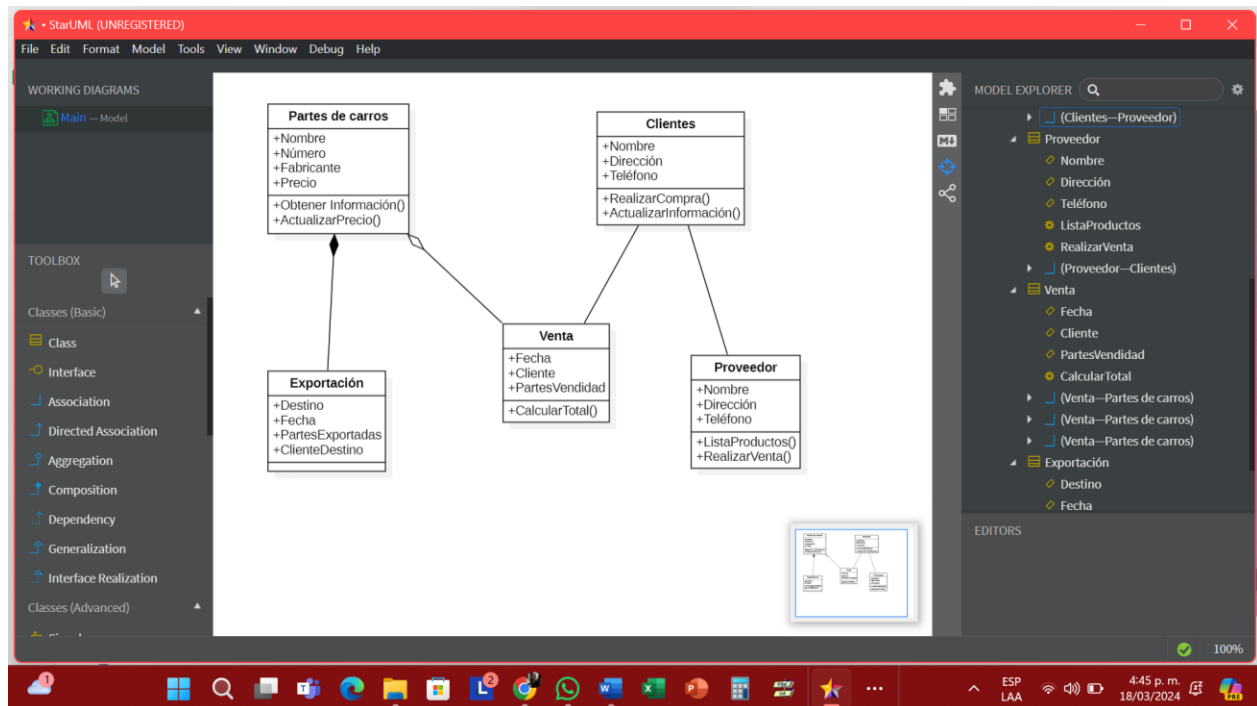 • StarUML (UNREGISTERED)
File Edit Format Model Tools View Window Debug Help
WORKING DIAGRAMS
Main — Model
TOOLBOX
Classes (Basic)
Class
Interface
Association
Directed Association
Aggregation
Composition
Dependency
Generalization
Interface Realization
Classes (Advanced)
Partes de carros
+Nombre
+Número
+Fabricante
+Precio
+Obtener Información()
+ActualizarPrecio()
Clientes
+Nombre
+Dirección
+Teléfono
+RealizarCompra()
+ActualizarInformación()
Venta
+Fecha
+Cliente
+PartesVendidad
+CalcularTotal()
Exportación
+Destino
+Fecha
+PartesExportadas
+ClienteDestino
Proveedor
+Nombre
+Dirección
+Teléfono
+ListaProductos()
+RealizarVenta()
MODEL EXPLORER
(Clientes—Proveedor)
Proveedor
Nombre
Dirección
Teléfono
ListaProductos
RealizarVenta
(Proveedor—Clientes)
Venta
Fecha
Cliente
PartesVendidad
CalcularTotal
(Venta—Partes de carros)
(Venta—Partes de carros)
(Venta—Partes de carros)
Exportación
Destino
Fecha
EDITORS
100%
1
2
ESP
LAA
4:45 p. m.
18/03/2024